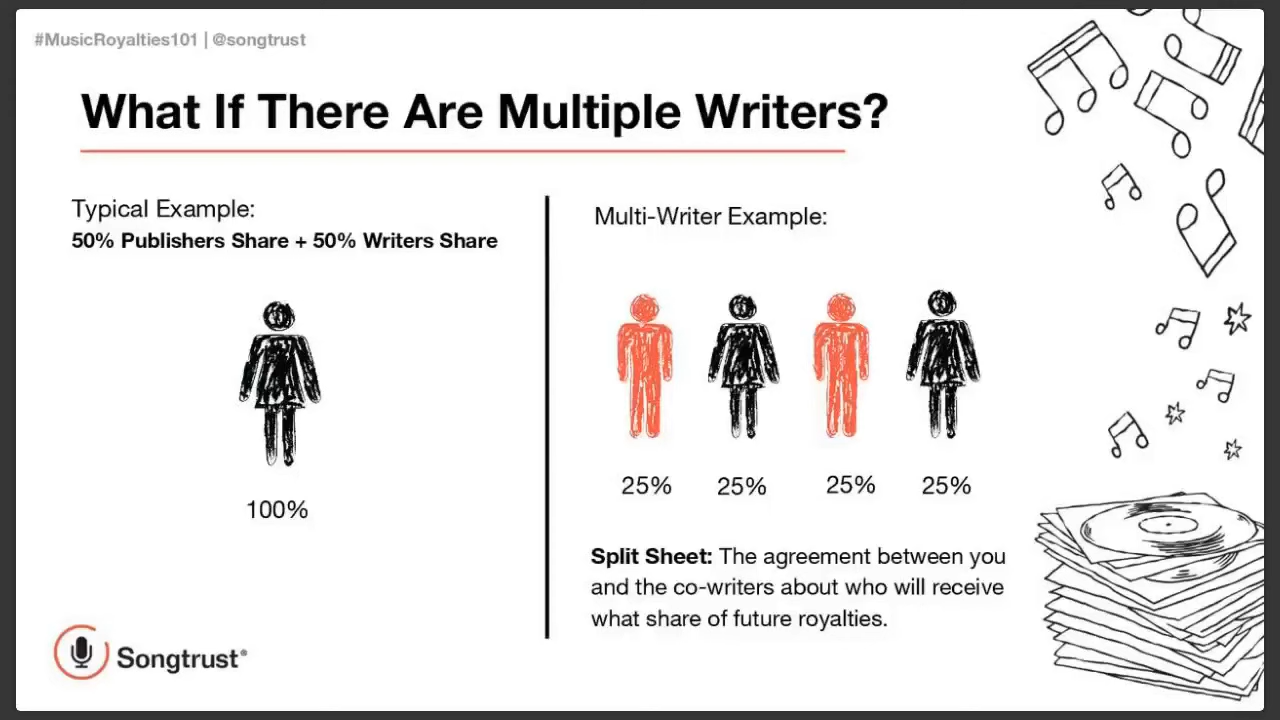 #MusicRoyalties101 | @songtrust
What If There Are Multiple Writers?
Typical Example:
50% Publishers Share + 50% Writers Share
100%
Multi-Writer Example:
25% 25% 25% 25%
Split Sheet: The agreement between you
and the co-writers about who will receive
what share of future royalties.
Songtrust®